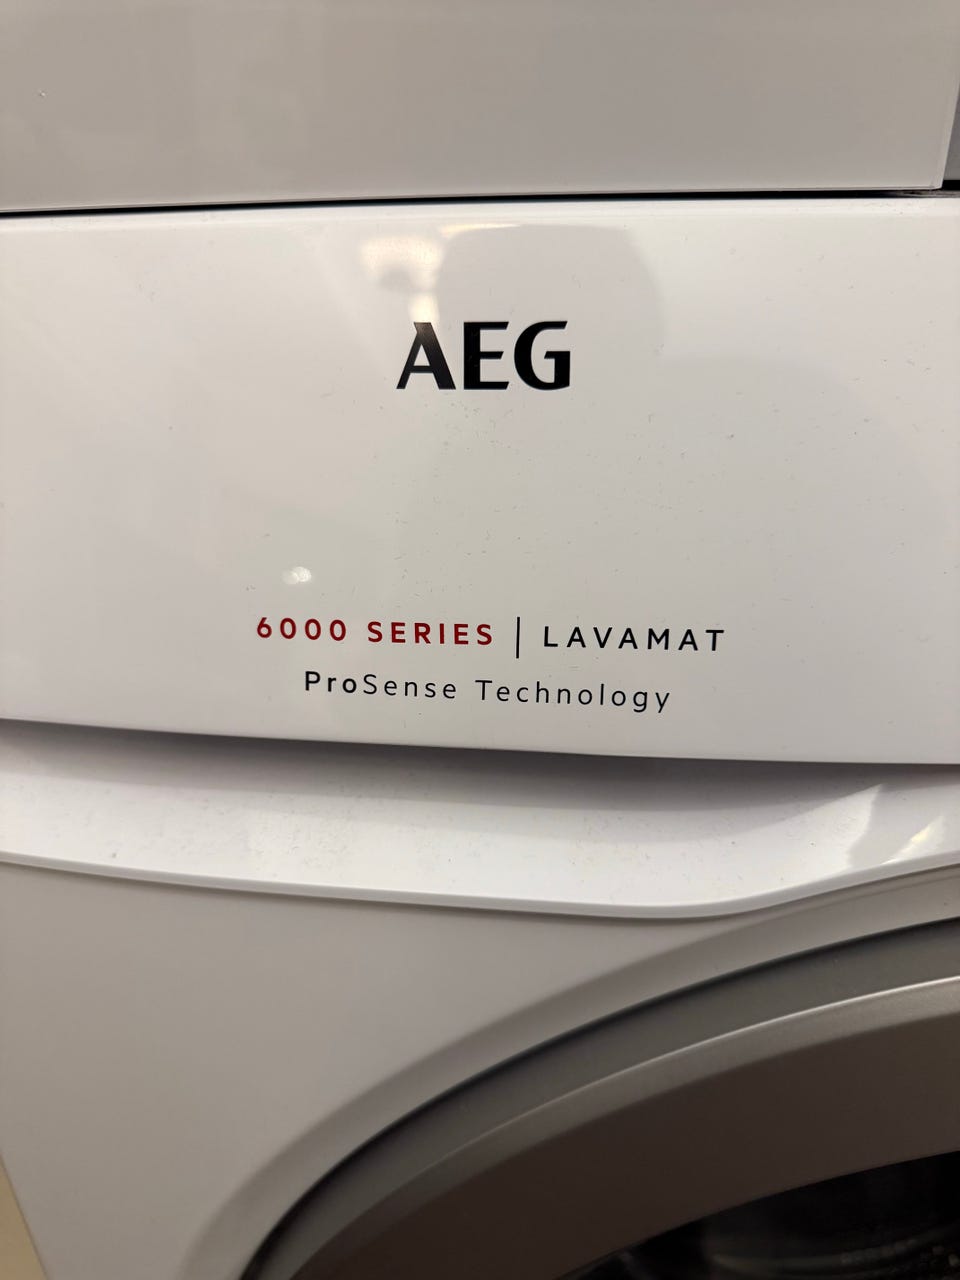 AEG
6000 SERIES | LAVAMAT
ProSense Technology